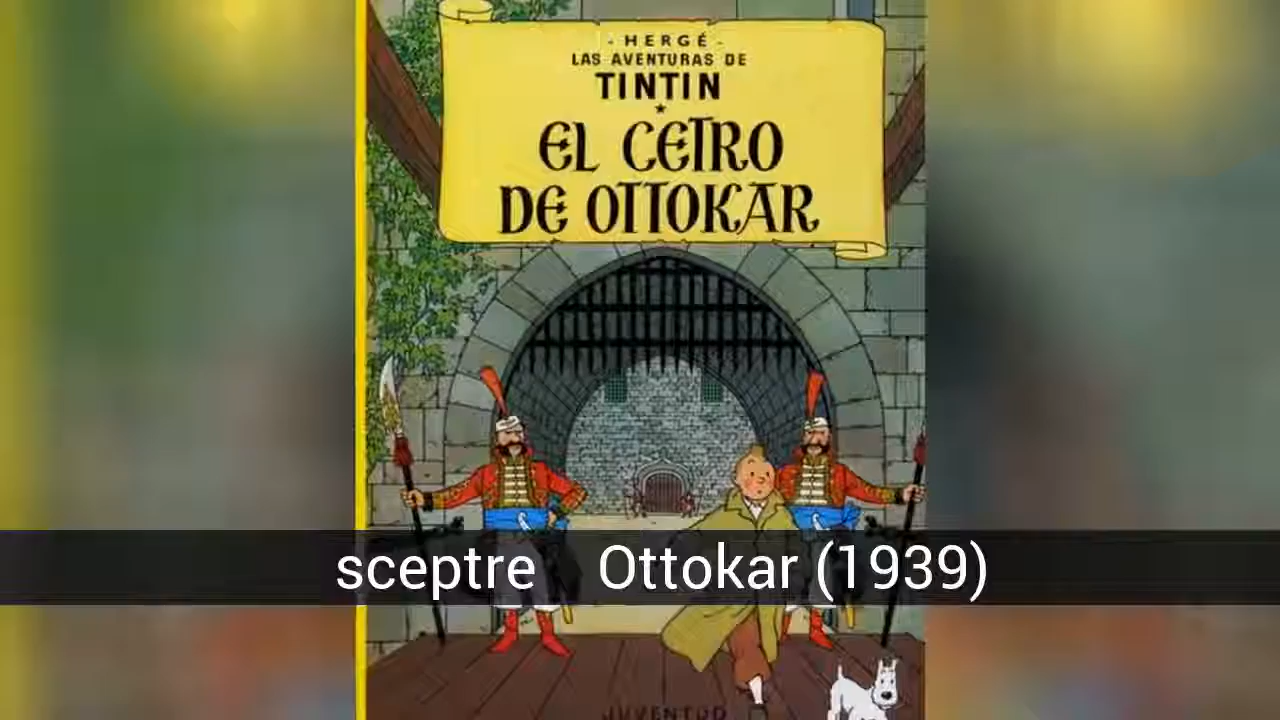 - HERGÉ -
LAS AVENTURAS DE
TINTIN
EL CETRO
DE OTTOKAR
sceptre Ottokar (1939)
JUVENTUD